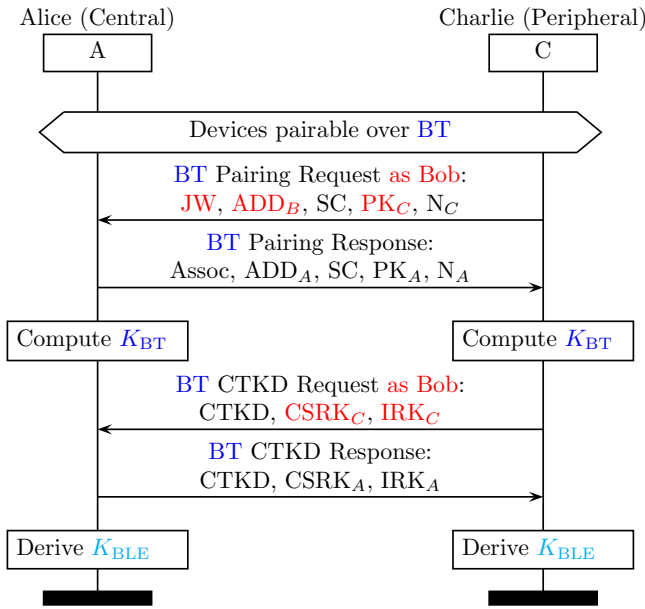 Alice (Central)
Charlie (Peripheral)
A
C
Devices pairable over BT
BT Pairing Request as Bob:
JW, ADD_B, SC, PK_C, N_C
BT Pairing Response:
Assoc, ADD_A, SC, PK_A, N_A
Compute K_BT
Compute K_BT
BT CTKD Request as Bob:
CTKD, CSRK_C, IRK_C
BT CTKD Response:
CTKD, CSRK_A, IRK_A
Derive K_BLE
Derive K_BLE